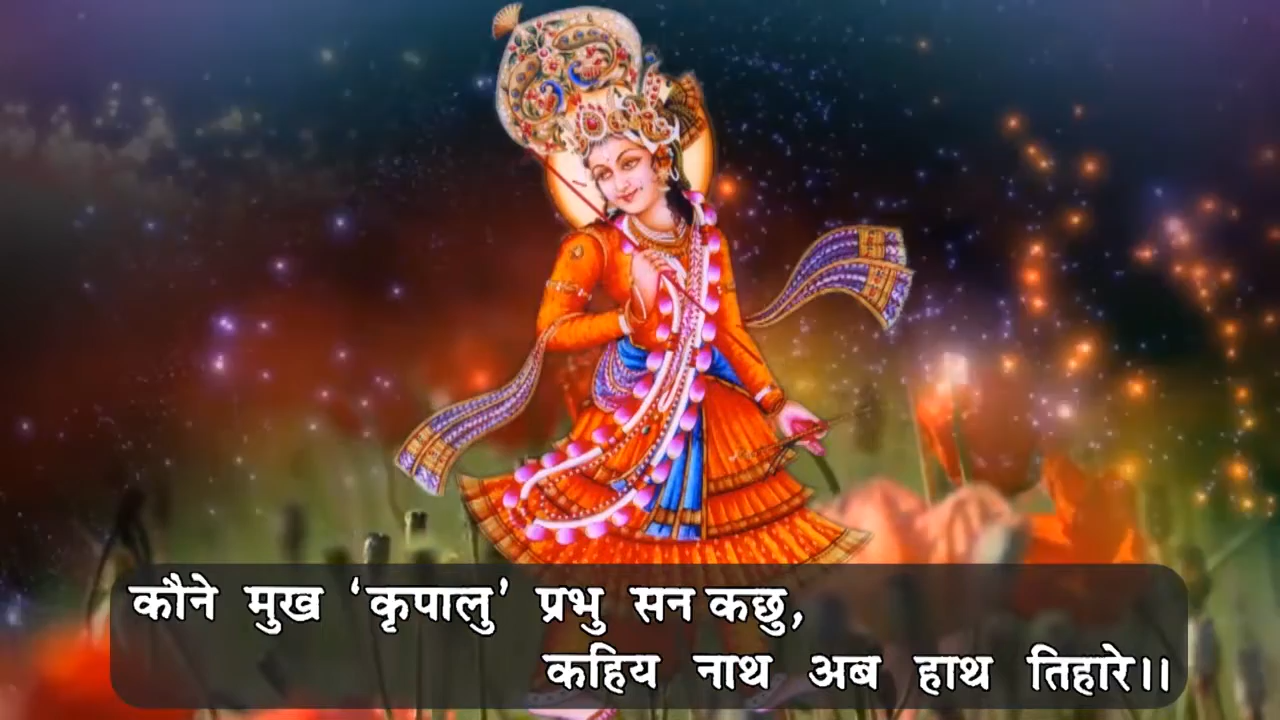 कौने मुख ‘कृपालु’ प्रभु सन कछु,
कहिय नाथ अब हाथ तिहारे।।